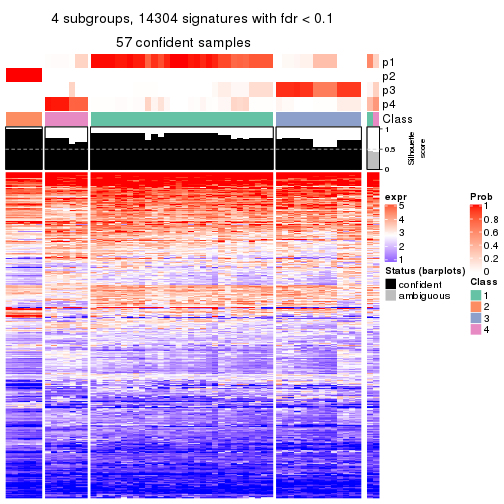 4 subgroups, 14304 signatures with fdr < 0.1
57 confident samples
p1
p2
p3
p4
Class
1
0.5
0
Silhouette
score
expr
5
4
3
2
1
Status (barplots)
confident
ambiguous
Prob
1
0.8
0.6
0.4
0.2
0
Class
1
2
3
4